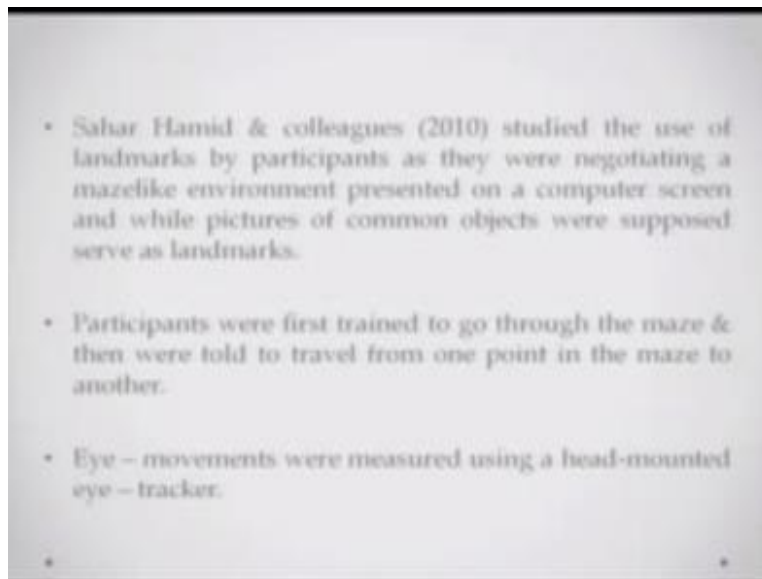 • Sahar Hamid & colleagues (2010) studied the use of
landmarks by participants as they were negotiating a
mazelike environment presented on a computer screen
and while pictures of common objects were supposed
serve as landmarks.
• Participants were first trained to go through the maze &
then were told to travel from one point in the maze to
another.
• Eye – movements were measured using a head-mounted
eye – tracker.